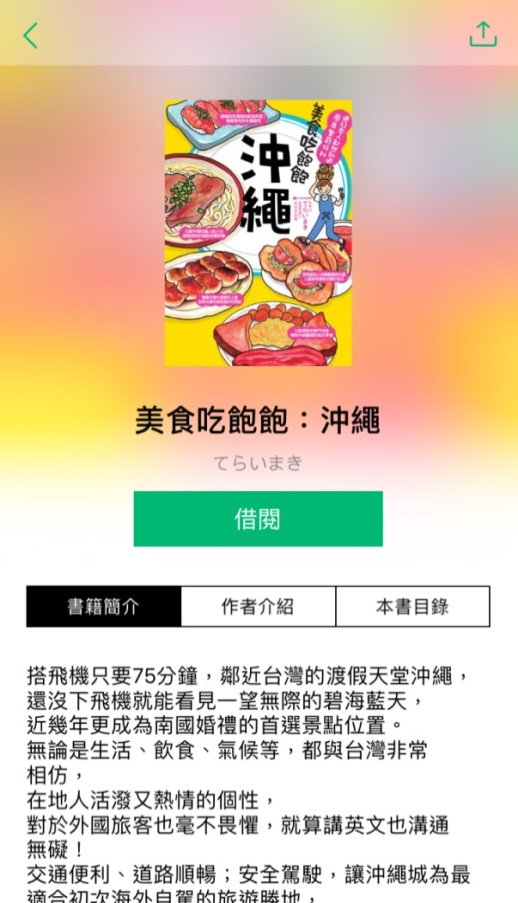 美食吃飽飽
沖繩
てらいまき
美食吃飽飽：沖繩
てらいまき
借閱
書籍簡介
作者介紹
本書目錄
搭飛機只要75分鐘，鄰近台灣的渡假天堂沖繩，
還沒下飛機就能看見一望無際的碧海藍天，
近幾年更成為南國婚禮的首選景點位置。
無論是生活、飲食、氣候等，都與台灣非常
相仿，
在地人活潑又熱情的個性，
對於外國旅客也毫不畏懼，就算講英文也溝通
無礙！
交通便利、道路順暢；安全駕駛，讓沖繩成為最
適合初次海外自駕的旅遊勝地，